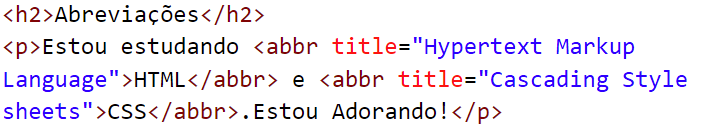 <h2>Abreviações</h2>
<p>Estou estudando <abbr title="Hypertext Markup
Language">HTML</abbr> e <abbr title="Cascading Style
sheets">CSS</abbr>.Estou Adorando!</p>